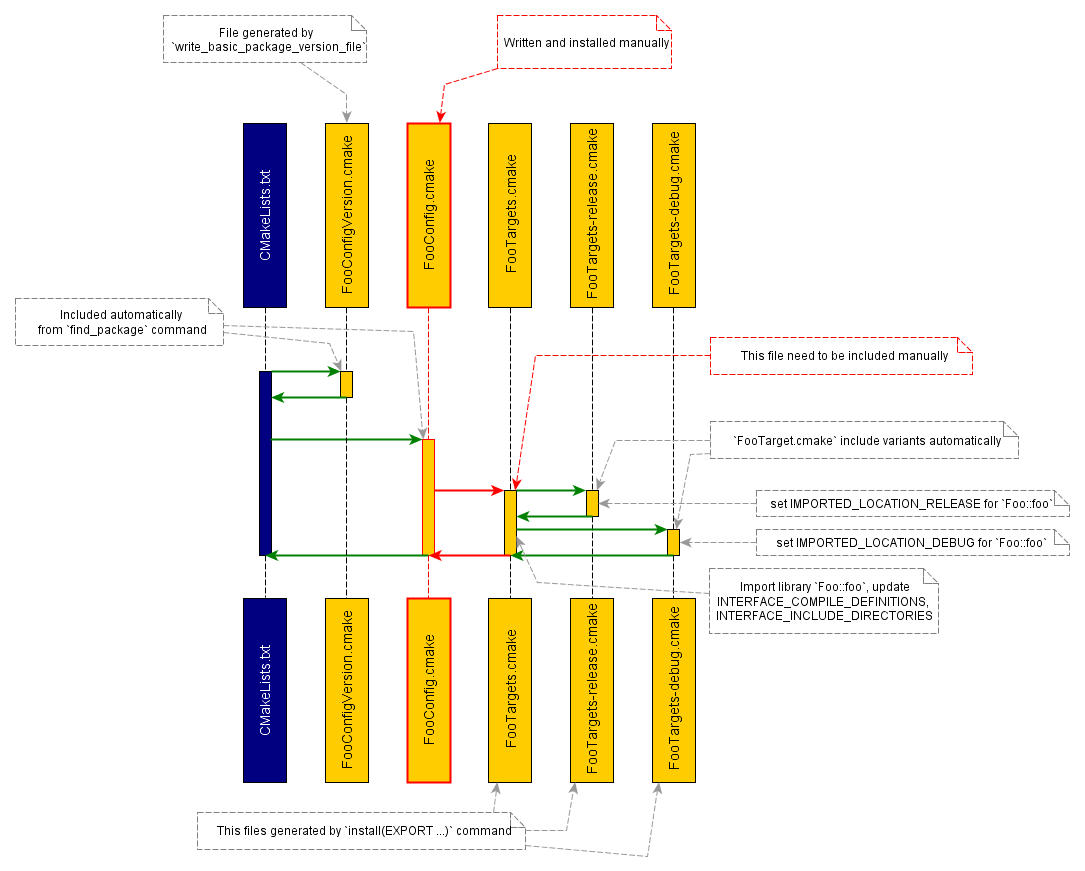 File generated by
`write_basic_package_version_file`
Written and installed manually
CMakeLists.txt
FooConfigVersion.cmake
FooConfig.cmake
FooTargets.cmake
FooTargets-release.cmake
FooTargets-debug.cmake
Included automatically
from `find_package` command
This file need to be included manually
`FooTarget.cmake` include variants automatically
set IMPORTED_LOCATION_RELEASE for `Foo::foo`
set IMPORTED_LOCATION_DEBUG for `Foo::foo`
Import library `Foo::foo`, update
INTERFACE_COMPILE_DEFINITIONS,
INTERFACE_INCLUDE_DIRECTORIES
CMakeLists.txt
FooConfigVersion.cmake
FooConfig.cmake
FooTargets.cmake
FooTargets-release.cmake
FooTargets-debug.cmake
This files generated by `install(EXPORT ...)` command